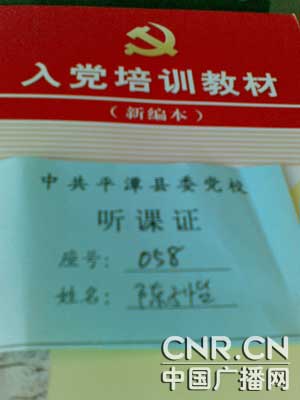 入党培训教材
(新编本)
中共平潭县委党校
听课证
座号: 058
姓名: 陈
CNR.CN
中国广播网